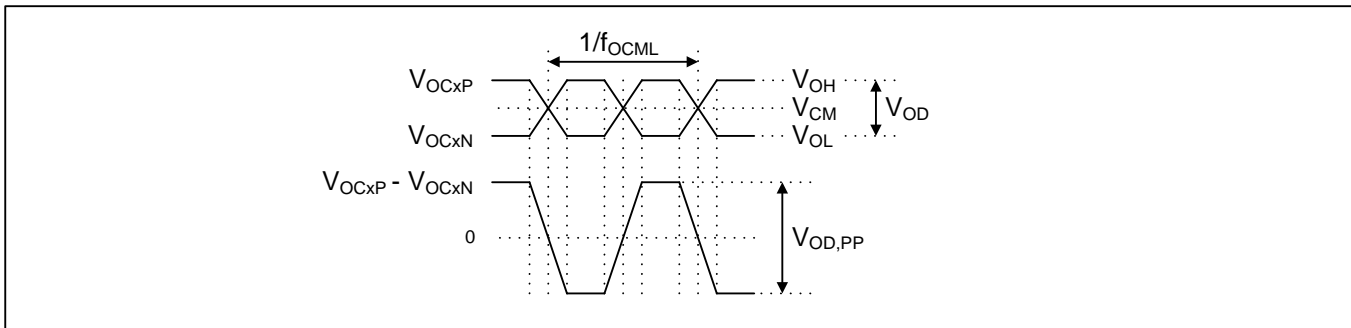 1/fOCML
VOCxP
VOH
VCM
VOD
VOCxN
VOL
VOCxP - VOCxN
0
VOD,PP